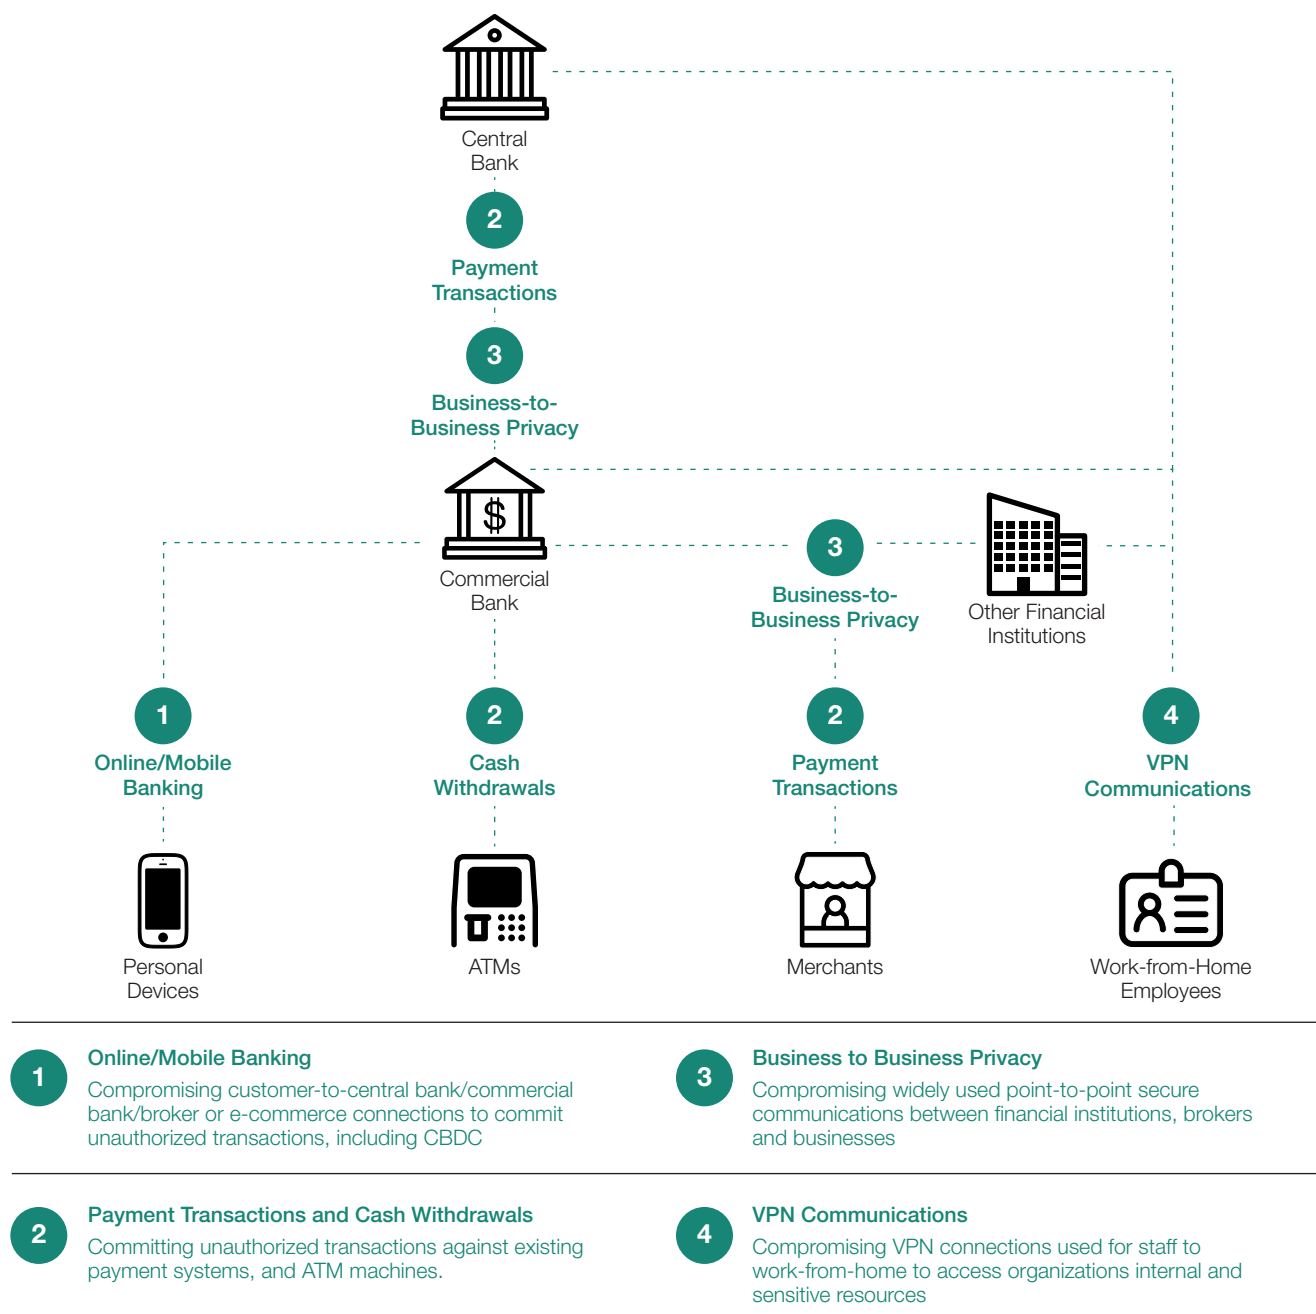 Central
Bank
2
Payment
Transactions
3
Business-to-
Business Privacy
$
Commercial
Bank
3
Business-to-
Business Privacy
Other Financial
Institutions
1
Online/Mobile
Banking
2
Cash
Withdrawals
2
Payment
Transactions
4
VPN
Communications
Personal
Devices
ATMs
Merchants
Work-from-Home
Employees
1
Online/Mobile Banking
Compromising customer-to-central bank/commercial
bank/broker or e-commerce connections to commit
unauthorized transactions, including CBDC
3
Business to Business Privacy
Compromising widely used point-to-point secure
communications between financial institutions, brokers
and businesses
2
Payment Transactions and Cash Withdrawals
Committing unauthorized transactions against existing
payment systems, and ATM machines.
4
VPN Communications
Compromising VPN connections used for staff to
work-from-home to access organizations internal and
sensitive resources